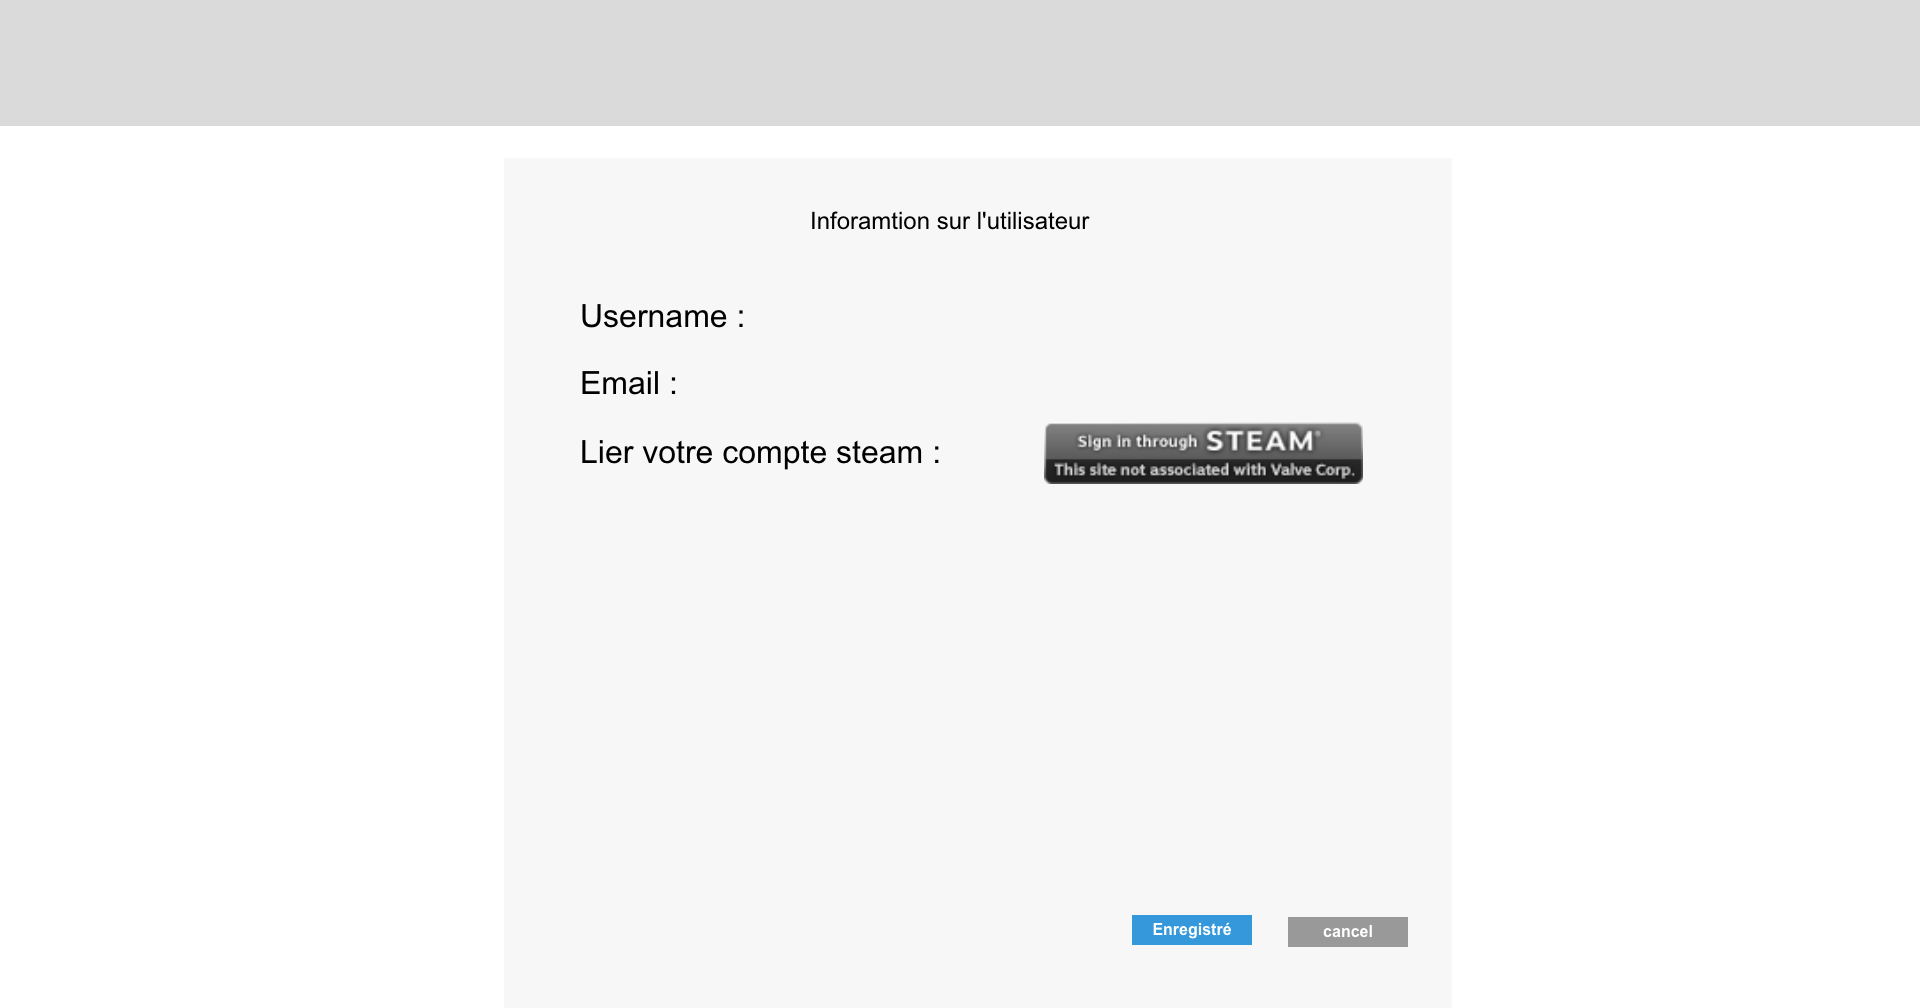 Inforamtion sur l'utilisateur
Username :
Email :
Lier votre compte steam :
Sign in through STEAM®
This site not associated with Valve Corp.
Enregistré
cancel